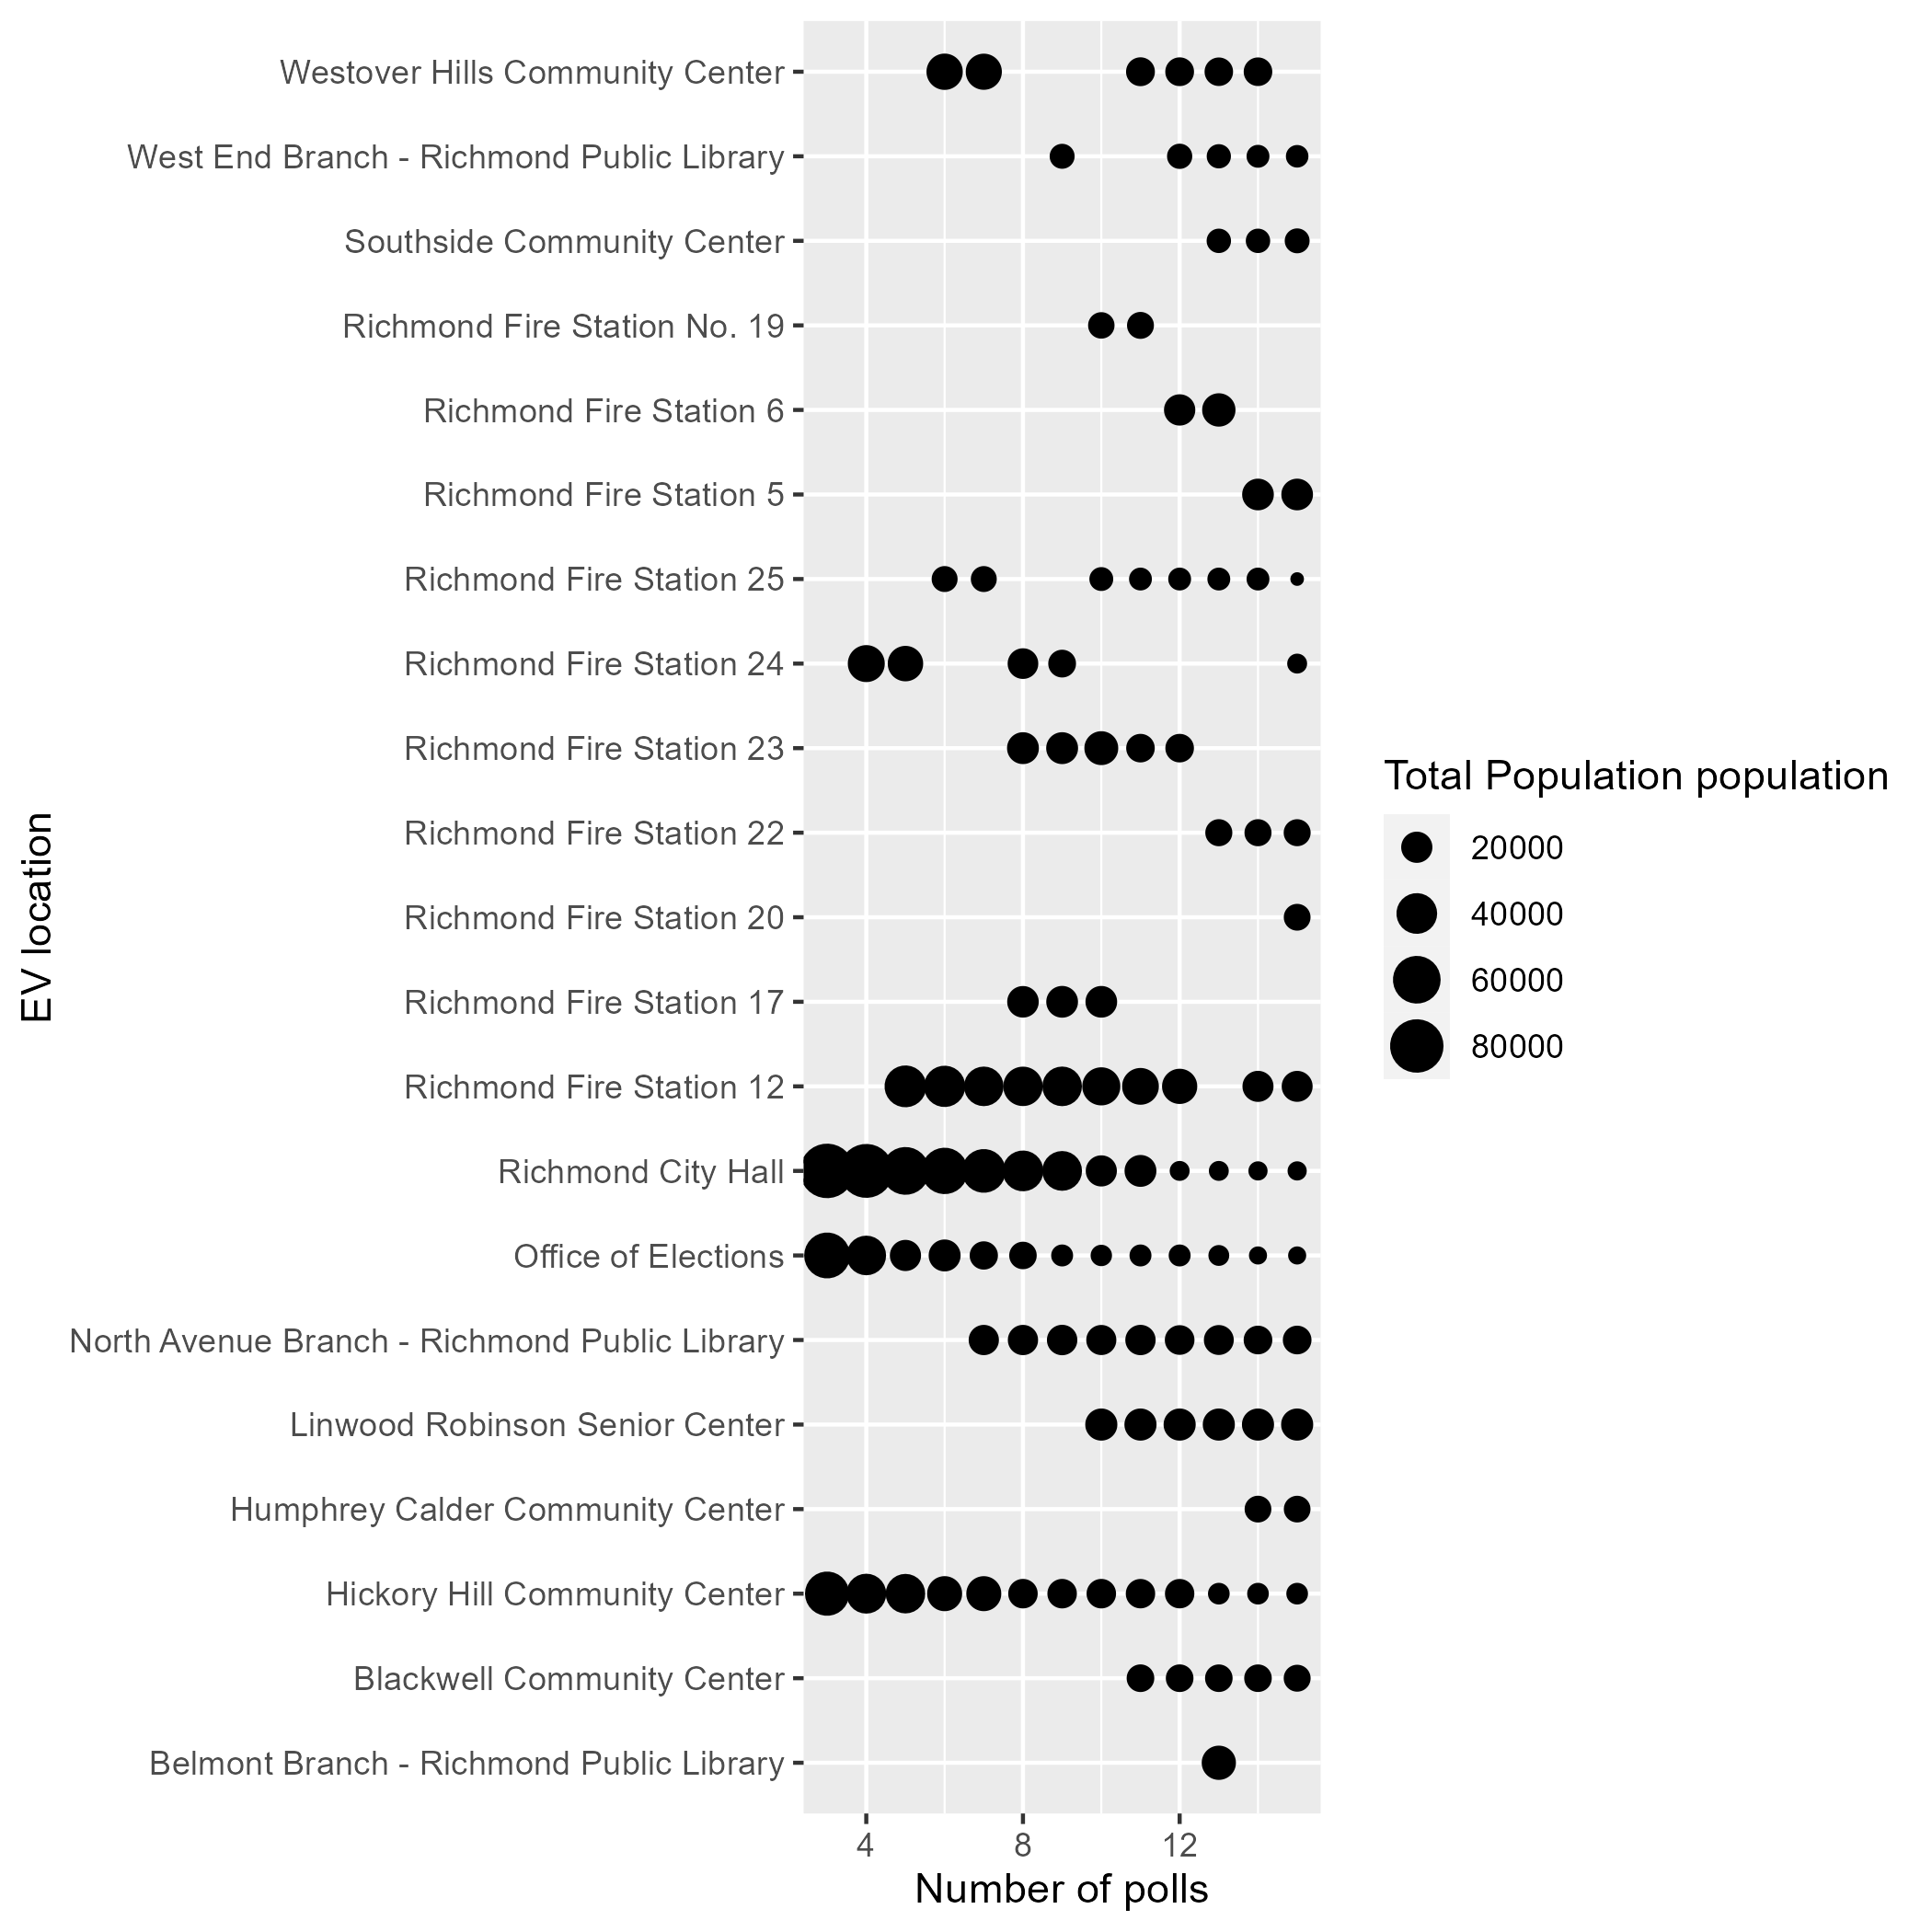 Westover Hills Community Center
West End Branch - Richmond Public Library
Southside Community Center
Richmond Fire Station No. 19
Richmond Fire Station 6
Richmond Fire Station 5
Richmond Fire Station 25
Richmond Fire Station 24
Richmond Fire Station 23
Richmond Fire Station 22
Richmond Fire Station 20
Richmond Fire Station 17
Richmond Fire Station 12
Richmond City Hall
Office of Elections
North Avenue Branch - Richmond Public Library
Linwood Robinson Senior Center
Humphrey Calder Community Center
Hickory Hill Community Center
Blackwell Community Center
Belmont Branch - Richmond Public Library
EV location
4 8 12
Number of polls
Total Population population
20000
40000
60000
80000